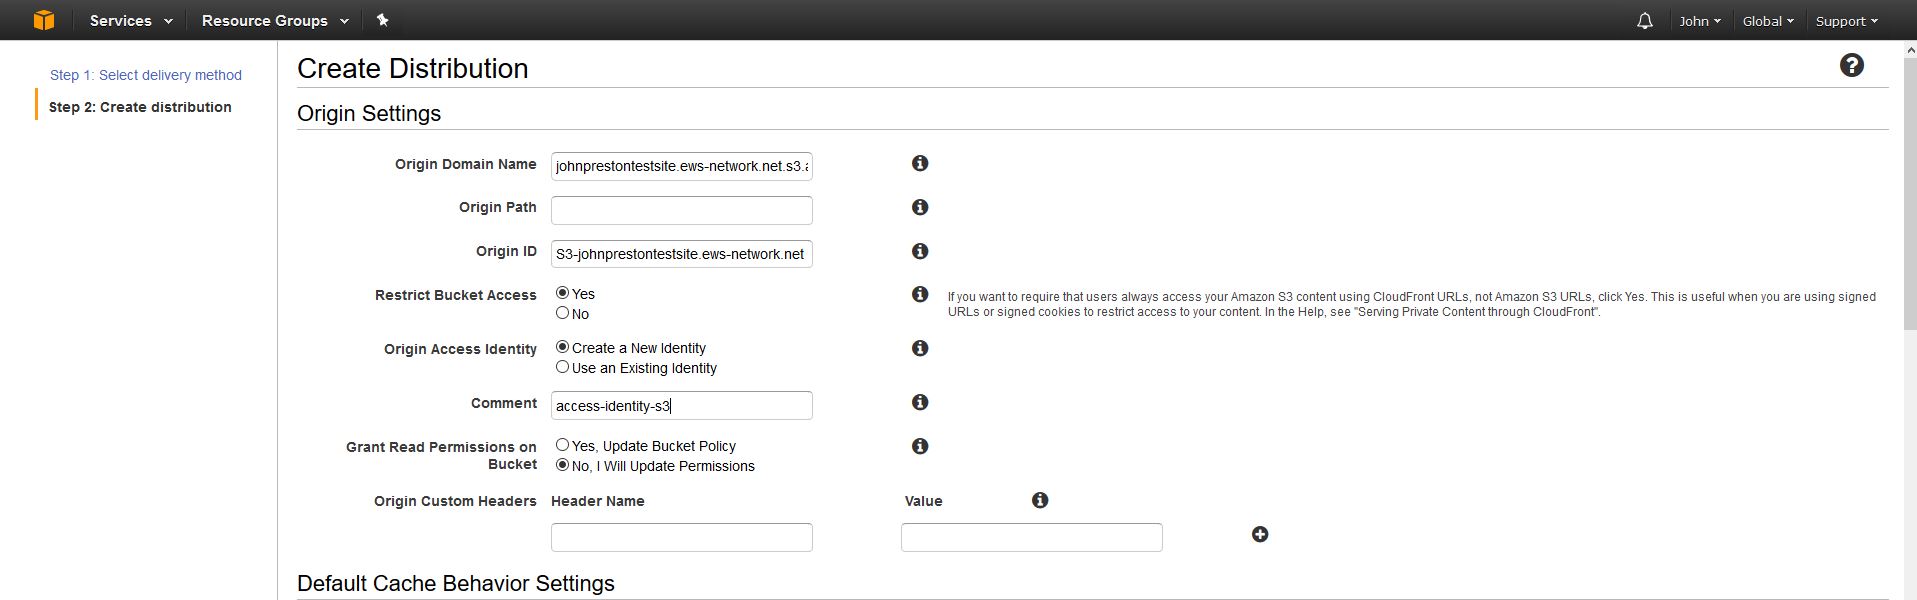 Services Resource Groups John Global Support
Step 1: Select delivery method
Step 2: Create distribution
Create Distribution
Origin Settings
Origin Domain Name johnprestontestsite.ews-network.net.s3.a
Origin Path
Origin ID S3-johnprestontestsite.ews-network.net
Restrict Bucket Access Yes
No
If you want to require that users always access your Amazon S3 content using CloudFront URLs, not Amazon S3 URLs, click Yes. This is useful when you are using signed
URLs or signed cookies to restrict access to your content. In the Help, see "Serving Private Content through CloudFront".
Origin Access Identity Create a New Identity
Use an Existing Identity
Comment access-identity-s3
Grant Read Permissions on
Bucket
Yes, Update Bucket Policy
No, I Will Update Permissions
Origin Custom Headers Header Name Value
Default Cache Behavior Settings